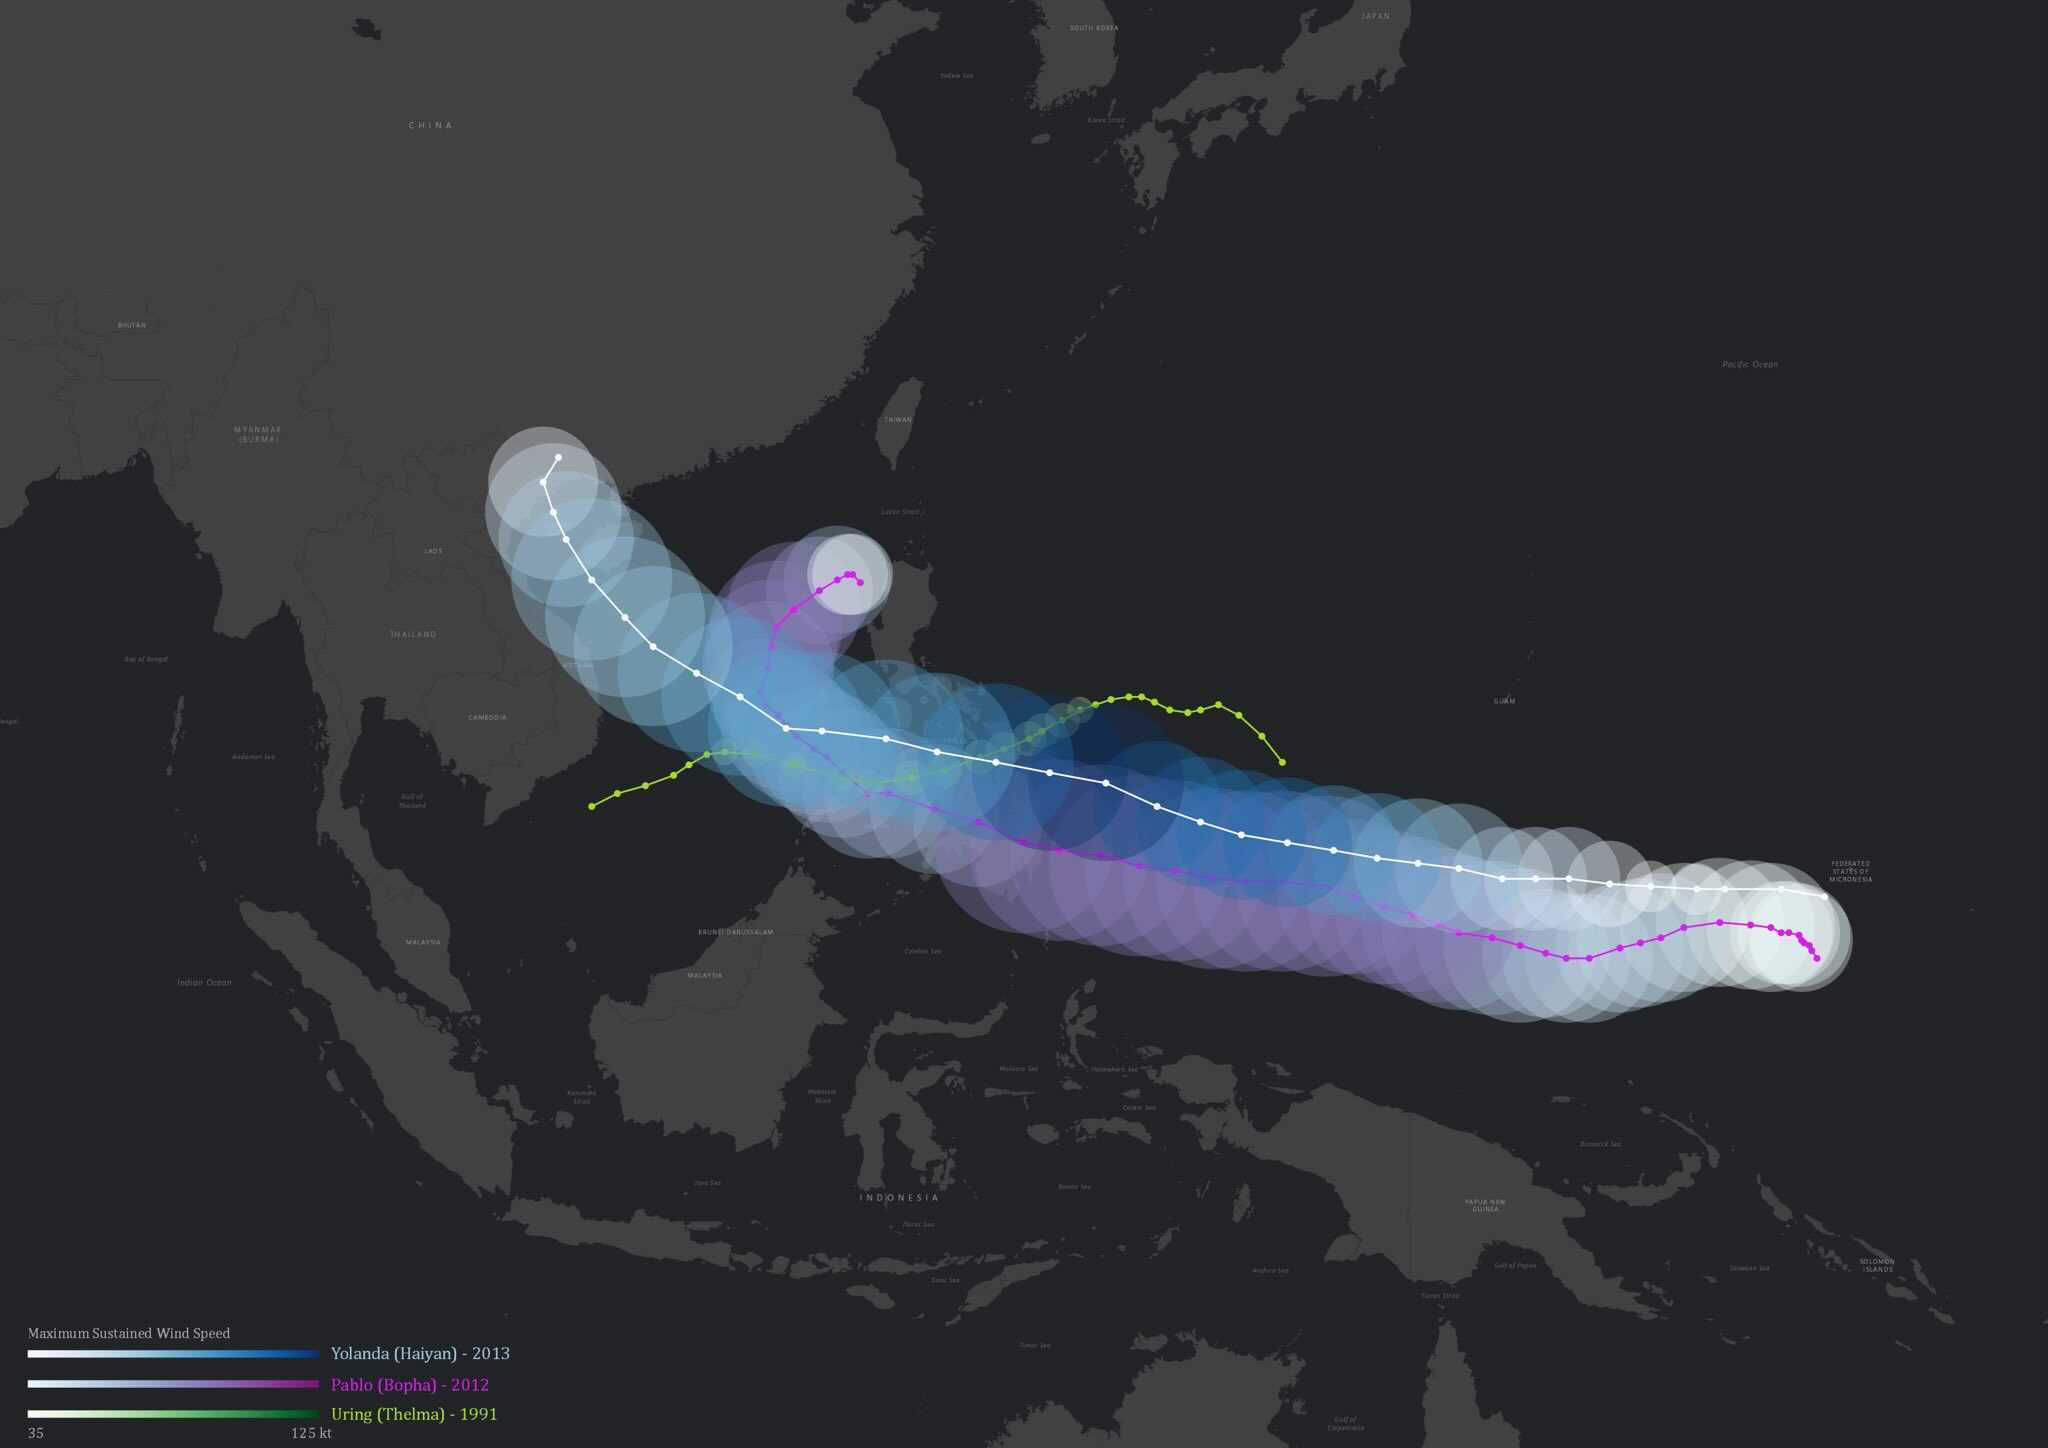 Bay
SOUTH KOREA
JAPAN
Yellow Sea
Korea Strait
CHINA
BHUTAN
Pacific Ocean
MYANMAR
(BURMA)
TAIWAN
Luzon Strait
LAOS
THAILAND
Bay of Bengal
VIETNAM
GUAM
CAMBODIA
Andaman Sea
Gulf of
Thailand
FEDERATED
STATES OF
MICRONESIA
BRUNEI DARUSSALAM
MALAYSIA
Celebes Sea
MALAYSIA
Indian Ocean
Molucca Sea
Halmahera Sea
Karimata
Strait
Makassar
Strait
Ceram Sea
Bismarck Sea
Java Sea
Banda Sea
INDONESIA
PAPUA NEW
GUINEA
Flores Sea
Savu Sea
Arafura Sea
Gulf of Papua
Solomon Sea
SOLOMON
ISLANDS
Torres Strait
Timor Sea
Gulf of
Carpentaria
Maximum Sustained Wind Speed
Yolanda (Haiyan) - 2013
Pablo (Bopha) - 2012
Uring (Thelma) - 1991
35 125 kt